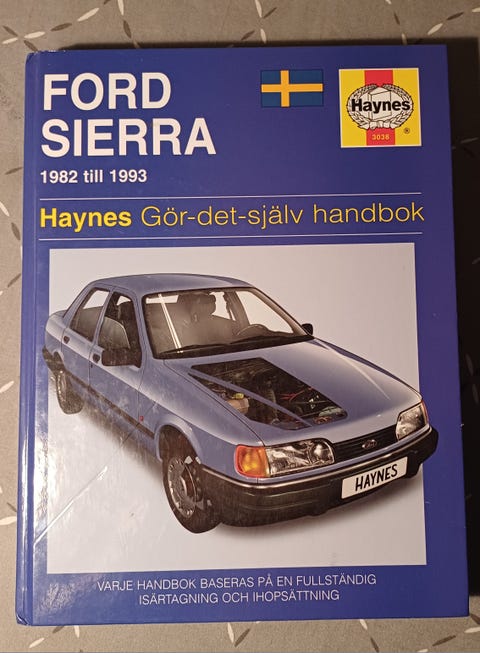 FORD
SIERRA
1982 till 1993
Haynes
3038
®
Haynes Gör-det-själv handbok
HAYNES
VARJE HANDBOK BASERAS PÅ EN FULLSTÄNDIG
ISÄRTAGNING OCH IHOPSÄTTNING